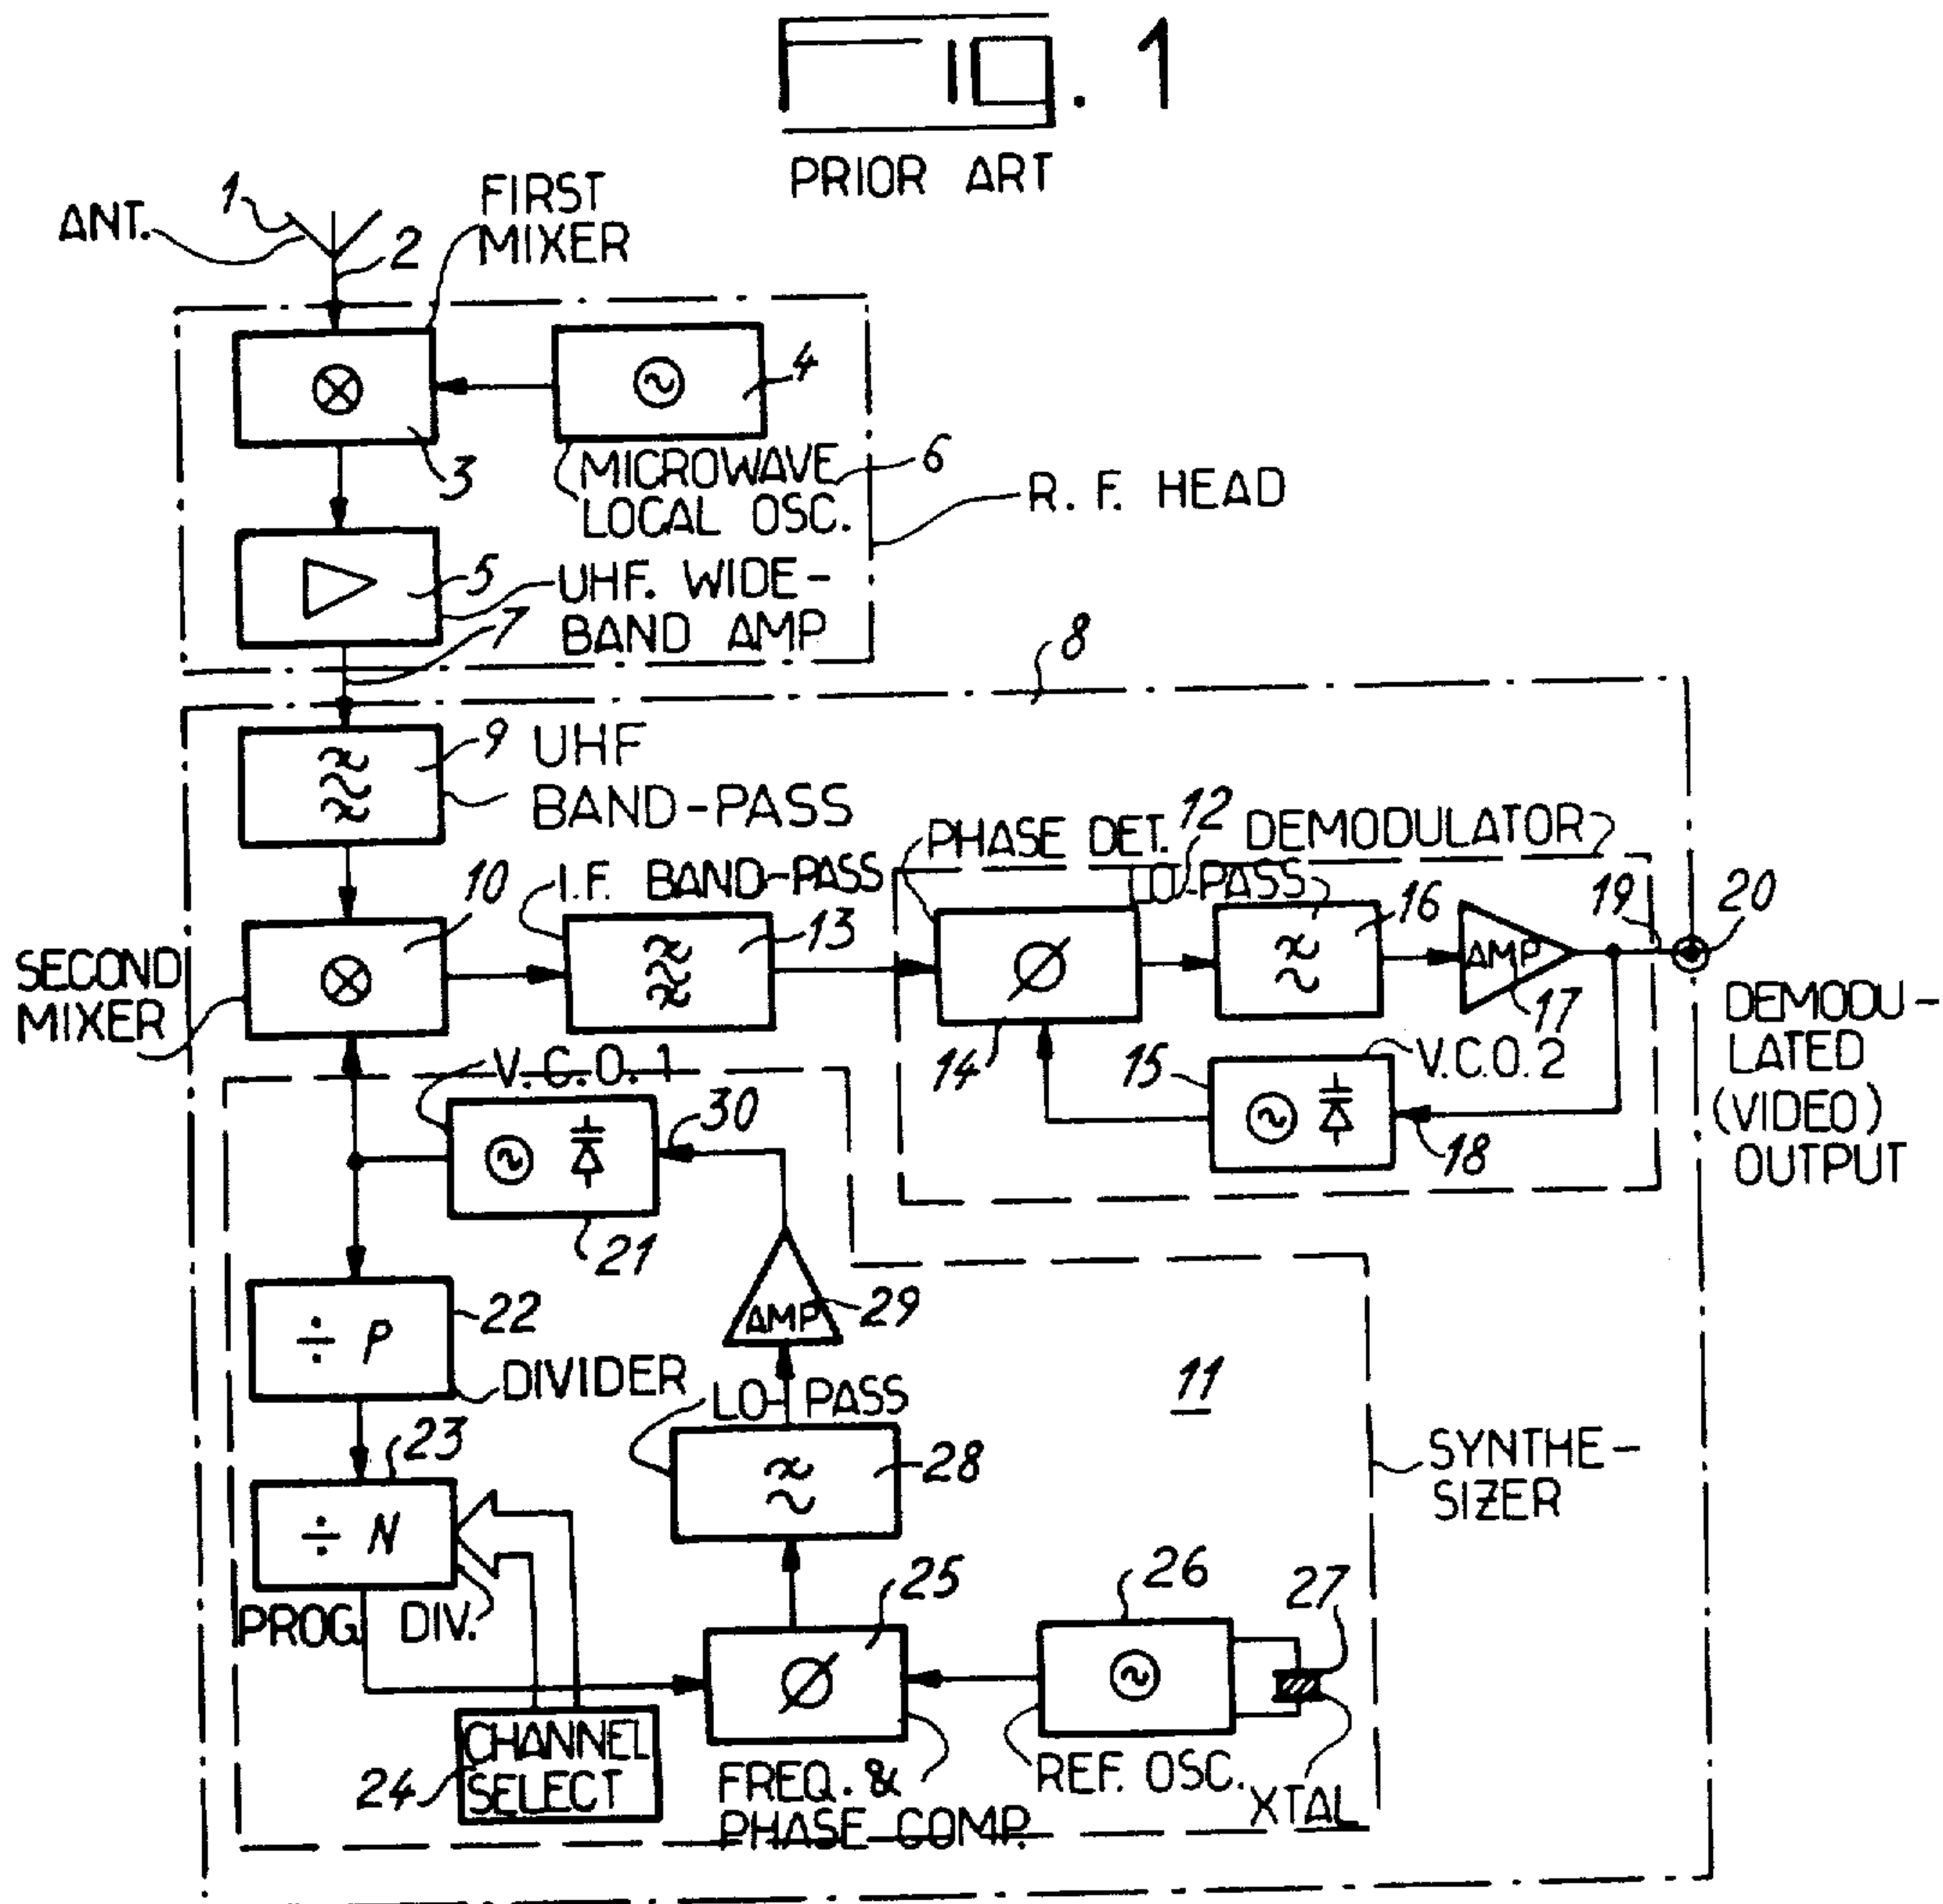 FIG. 1
PRIOR ART
1
ANT.
2
FIRST
MIXER
4
3
MICROWAVE
LOCAL OSC.
6
R. F. HEAD
5
UHF. WIDE-
BAND AMP
7
8
9
UHF
BAND-PASS
10
SECOND
MIXER
I.F. BAND-PASS
13
PHASE DET.
12
DEMODULATOR
LO-PASS
16
AMP
17
19
20
DEMODU-
LATED
(VIDEO)
OUTPUT
14
15
V.C.O. 2
18
V.C.O. 1
30
21
÷ P
22
DIVIDER
AMP
29
LO-PASS
28
11
SYNTHE-
SIZER
23
÷ N
PROG. DIV.
25
26
27
CHANNEL
SELECT
24
FREQ. &
PHASE COMP.
REF. OSC.
XTAL